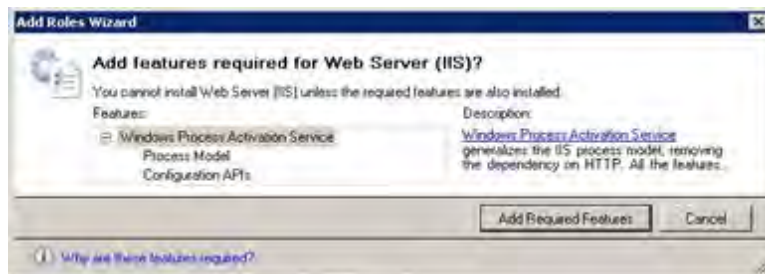 Add Roles Wizard
Add features required for Web Server (IIS)?
You cannot install Web Server (IIS) unless the required features are also installed.
Features:
Description:
Windows Process Activation Service
Process Model
Configuration APIs
Windows Process Activation Service
generalizes the IIS process model, removing
the dependency on HTTP. All the features...
Add Required Features
Cancel
Why are these features required?